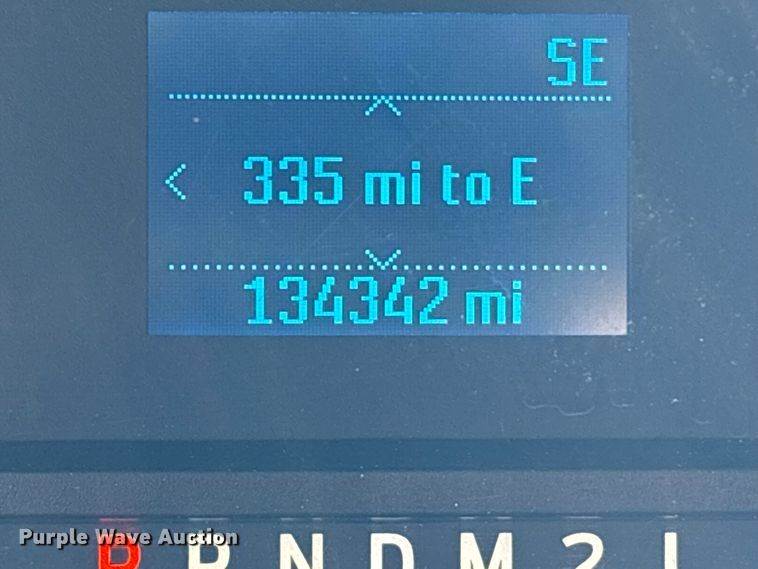 SE
335 mi to E
134342 mi
P R N D M 2 1
Purple Wave Auction